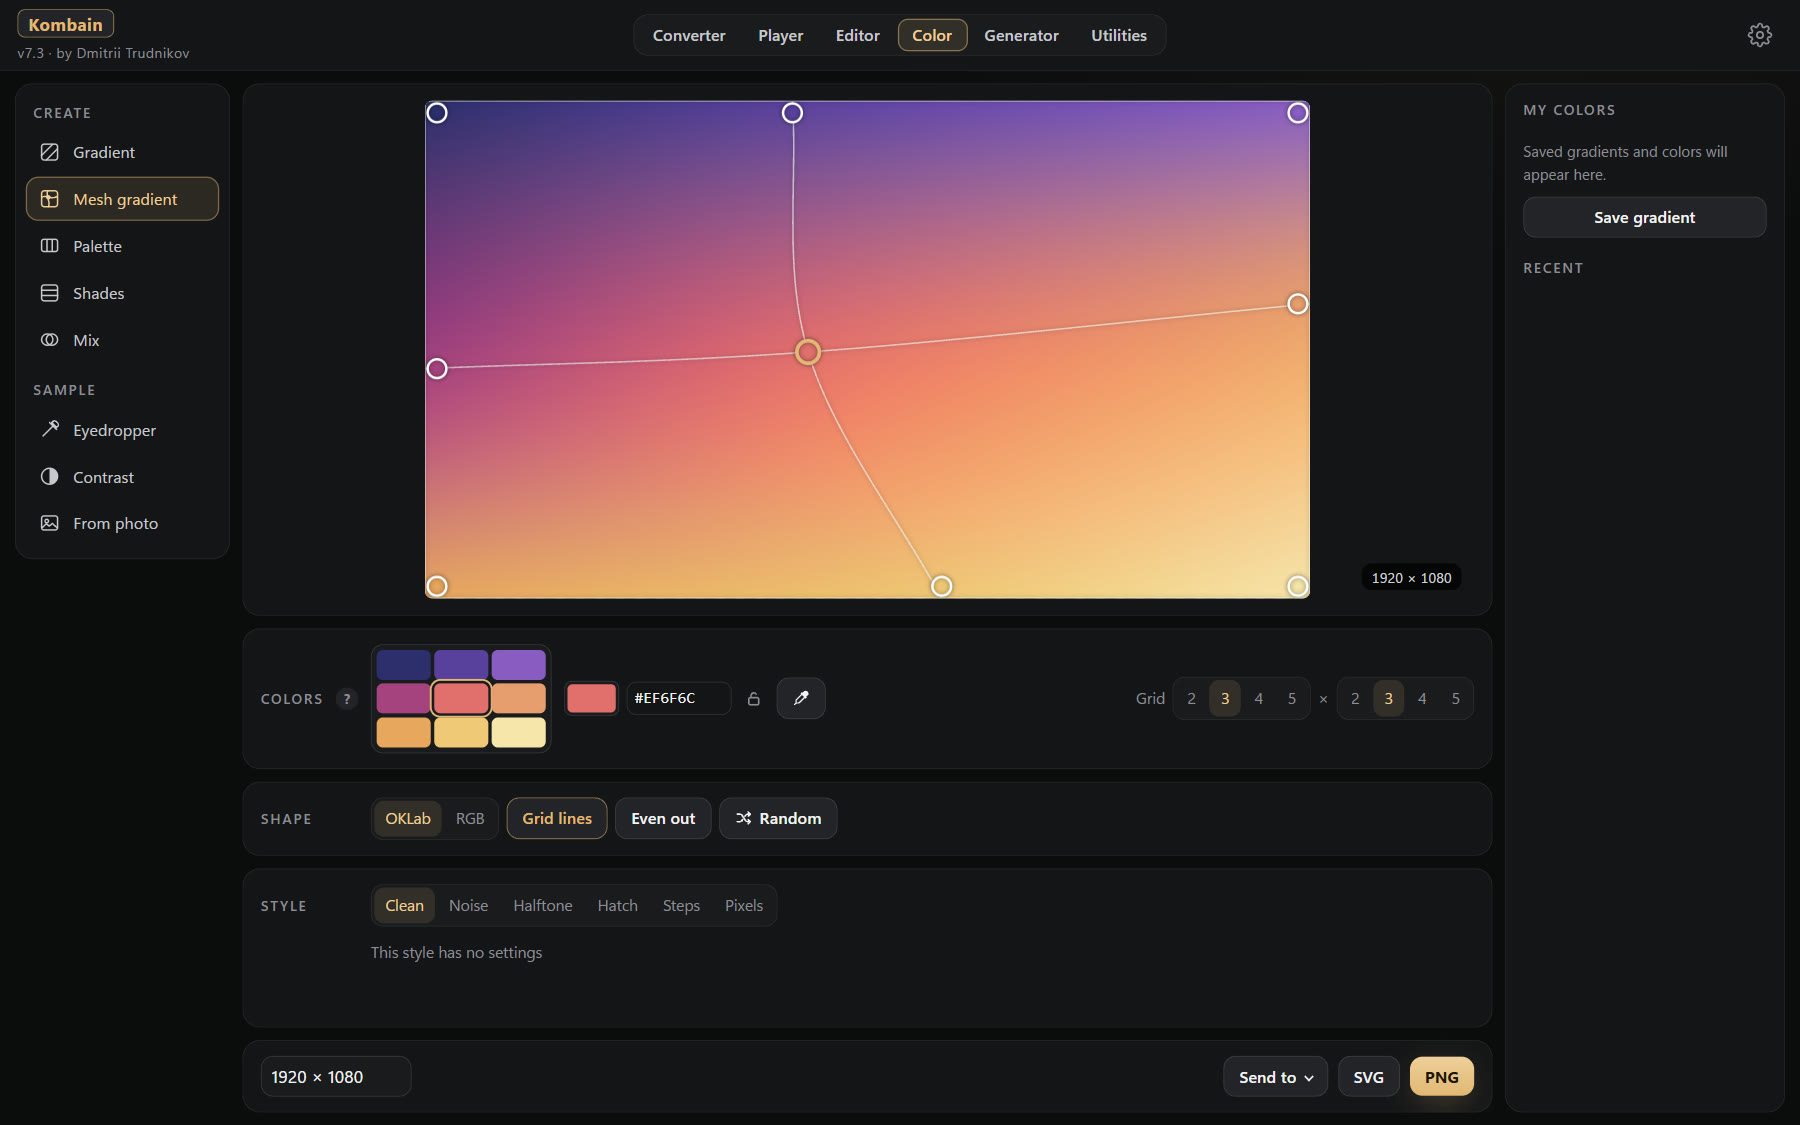 Kombain
v7.3 · by Dmitrii Trudnikov
Converter
Player
Editor
Color
Generator
Utilities
CREATE
Gradient
Mesh gradient
Palette
Shades
Mix
SAMPLE
Eyedropper
Contrast
From photo
1920 × 1080
MY COLORS
Saved gradients and colors will
appear here.
Save gradient
RECENT
COLORS ?
#EF6F6C
Grid 2 3 4 5 × 2 3 4 5
SHAPE
OKLab RGB
Grid lines
Even out
Random
STYLE
Clean Noise Halftone Hatch Steps Pixels
This style has no settings
1920 × 1080
Send to
SVG
PNG